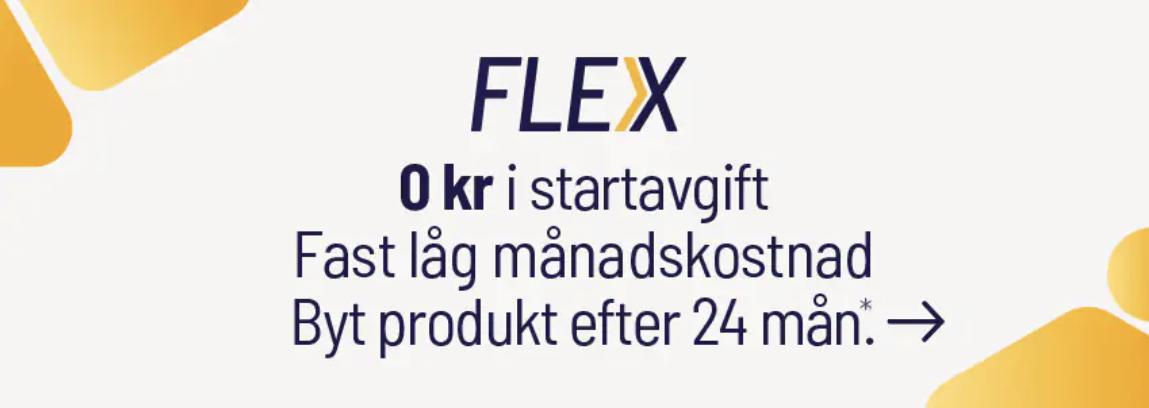 FLEX
0 kr i startavgift
Fast låg månadskostnad
Byt produkt efter 24 mån*. →